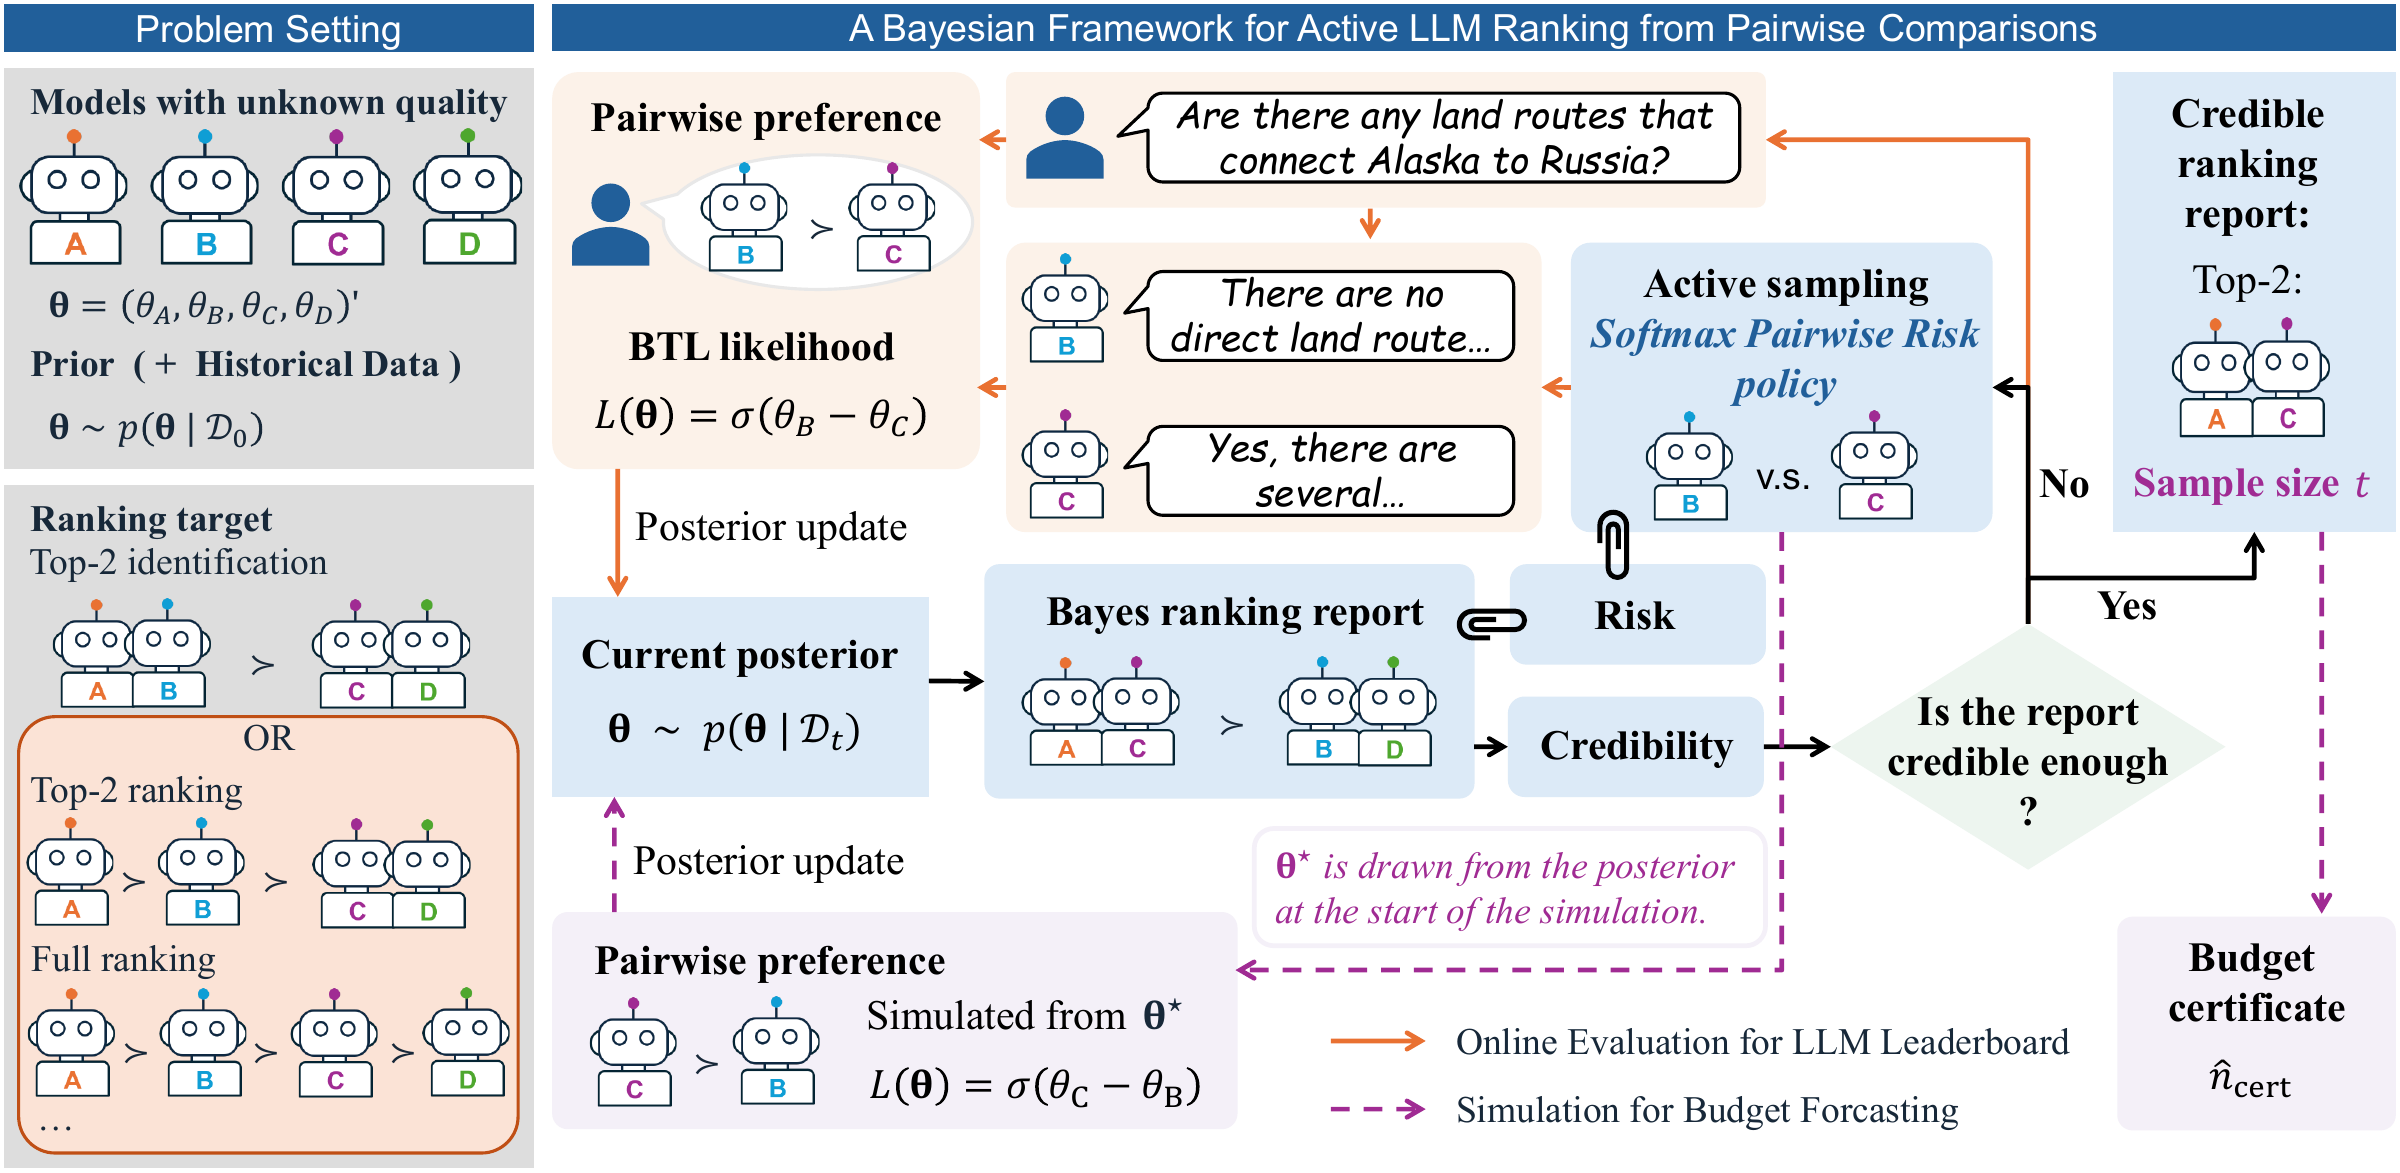 Problem Setting
Models with unknown quality
A B C D
𝛉 = (θ_A, θ_B, θ_C, θ_D)'
Prior ( + Historical Data )
𝛉 ~ p(𝛉 | 𝒟_0)
Ranking target
Top-2 identification
A B ≻ C D
OR
Top-2 ranking
A ≻ B ≻ C D
Full ranking
A ≻ B ≻ C ≻ D
...
A Bayesian Framework for Active LLM Ranking from Pairwise Comparisons
Pairwise preference
B ≻ C
BTL likelihood
L(𝛉) = σ(θ_B − θ_C)
Are there any land routes that
connect Alaska to Russia?
B
There are no
direct land route...
C
Yes, there are
several...
Active sampling
Softmax Pairwise Risk
policy
B v.s. C
No
Yes
Credible
ranking
report:
Top-2:
A C
Sample size t
Posterior update
Current posterior
𝛉 ~ p(𝛉 | 𝒟_t)
Bayes ranking report
A C ≻ B D
Risk
Credibility
Is the report
credible enough
?
Posterior update
𝛉* is drawn from the posterior
at the start of the simulation.
Pairwise preference
C ≻ B
Simulated from 𝛉*
L(𝛉) = σ(θ_C − θ_B)
Online Evaluation for LLM Leaderboard
Simulation for Budget Forcasting
Budget
certificate
n̂_cert